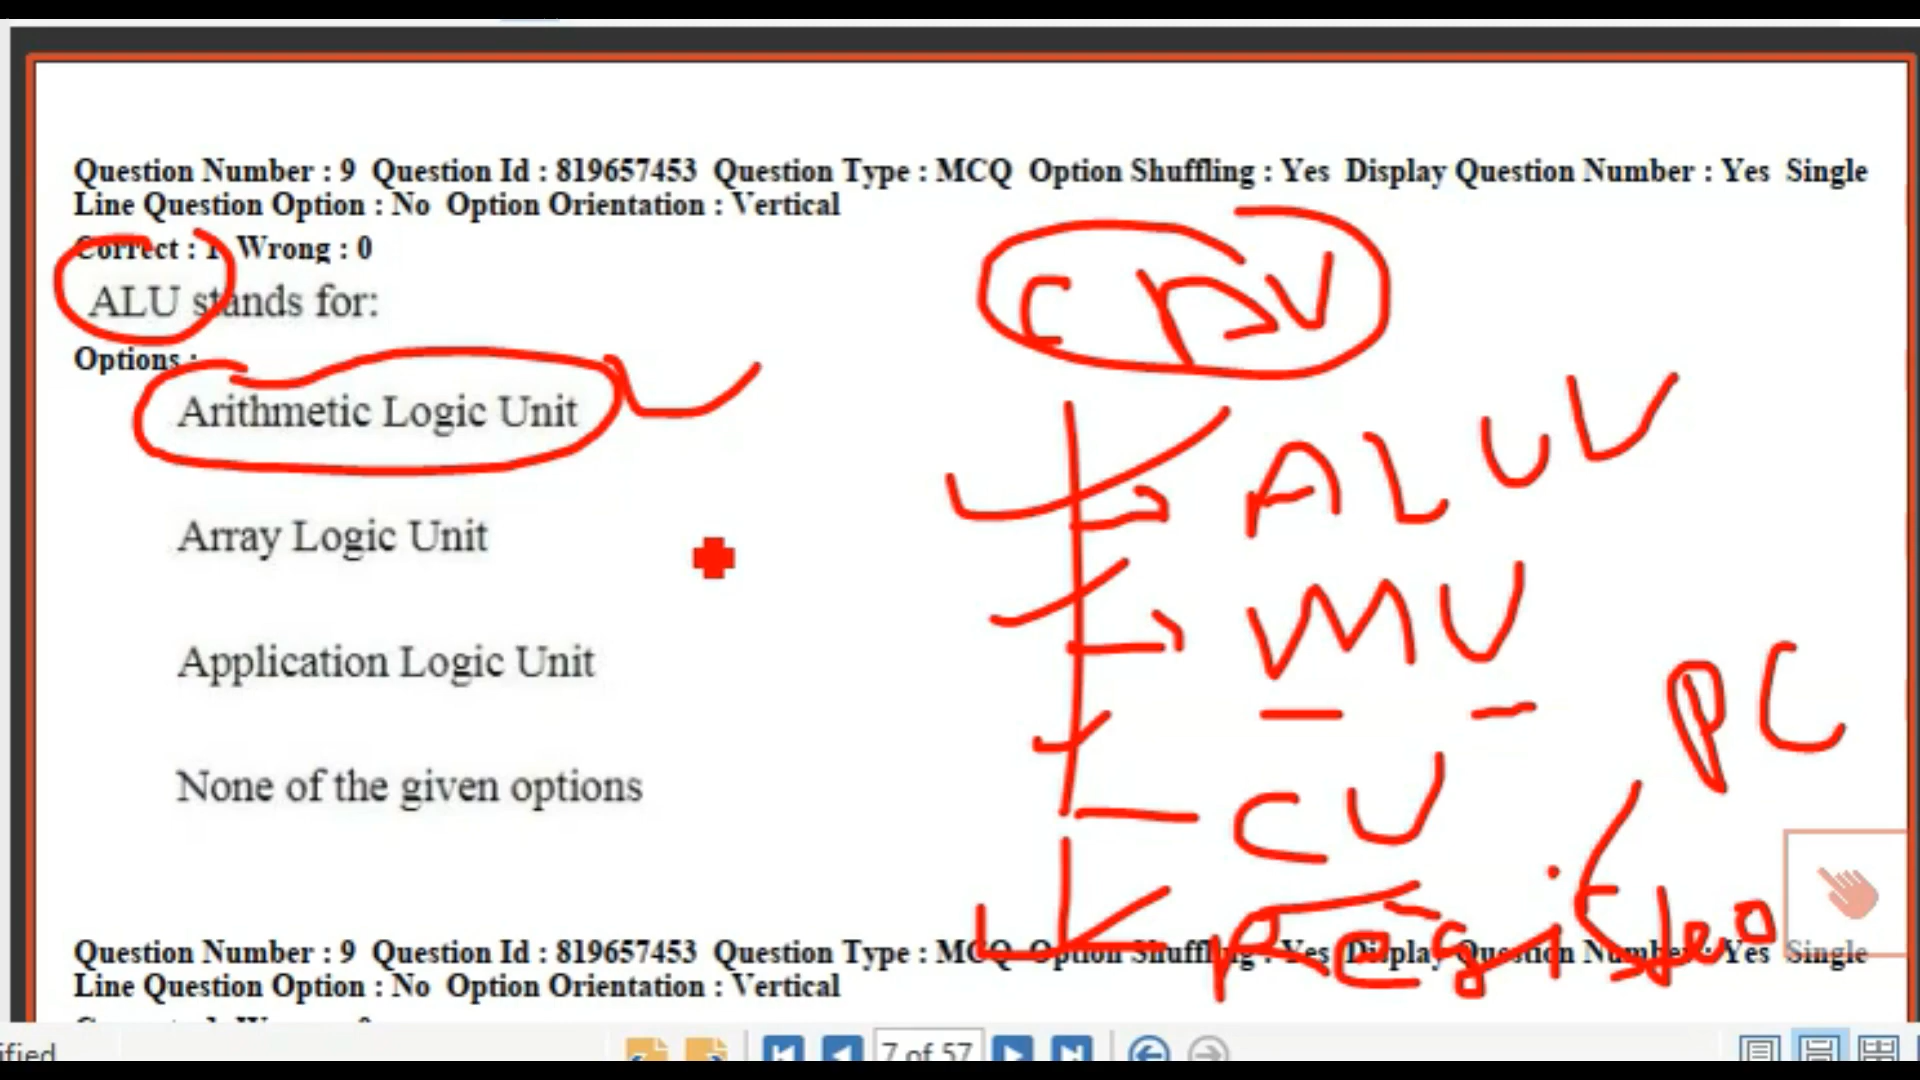 Question Number : 9 Question Id : 819657453 Question Type : MCQ Option Shuffling : Yes Display Question Number : Yes Single
Line Question Option : No Option Orientation : Vertical
Correct : 1 Wrong : 0
ALU stands for:
Options :
Arithmetic Logic Unit
Array Logic Unit
Application Logic Unit
None of the given options
CPU
ALU
MU
CU
PC
Question Number : 9 Question Id : 819657453 Question Type : MCQ Option Shuffling : Yes Display Question Number : Yes Single
Line Question Option : No Option Orientation : Vertical
7 of 57